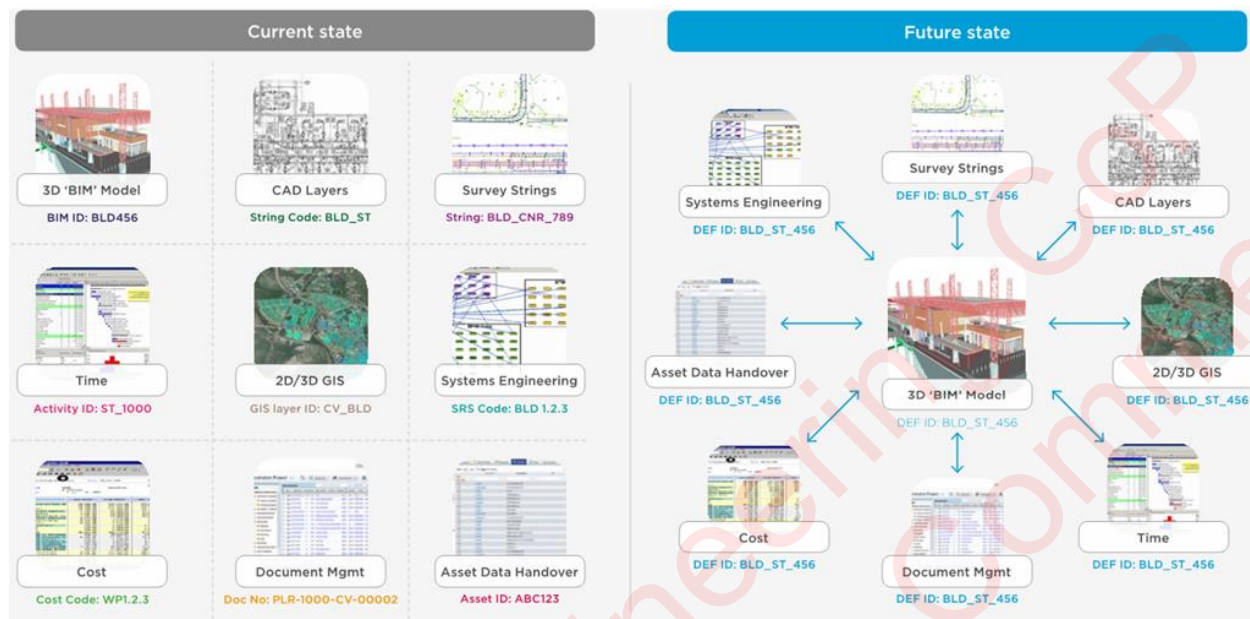 Current state
3D ‘BIM’ Model
BIM ID: BLD456
CAD Layers
String Code: BLD_ST
Survey Strings
String: BLD_CNR_789
Time
Activity ID: ST_1000
2D/3D GIS
GIS layer ID: CV_BLD
Systems Engineering
SRS Code: BLD 1.2.3
Cost
Cost Code: WP1.2.3
Document Mgmt
Doc No: PLR-1000-CV-00002
Asset Data Handover
Asset ID: ABC123
Future state
Systems Engineering
DEF ID: BLD_ST_456
Survey Strings
DEF ID: BLD_ST_456
CAD Layers
DEF ID: BLD_ST_456
Asset Data Handover
DEF ID: BLD_ST_456
3D ‘BIM’ Model
DEF ID: BLD_ST_456
2D/3D GIS
DEF ID: BLD_ST_456
Cost
DEF ID: BLD_ST_456
Document Mgmt
DEF ID: BLD_ST_456
Time
DEF ID: BLD_ST_456
CoP